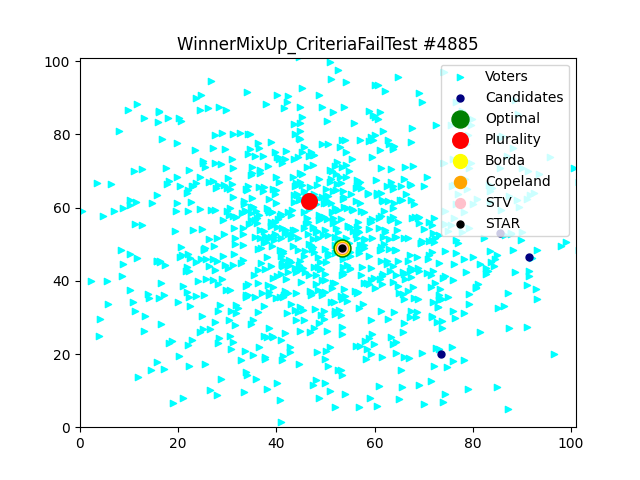 WinnerMixUp_CriteriaFailTest #4885
100
80
60
40
20
0
0
20
40
60
80
100
Voters
Candidates
Optimal
Plurality
Borda
Copeland
STV
STAR